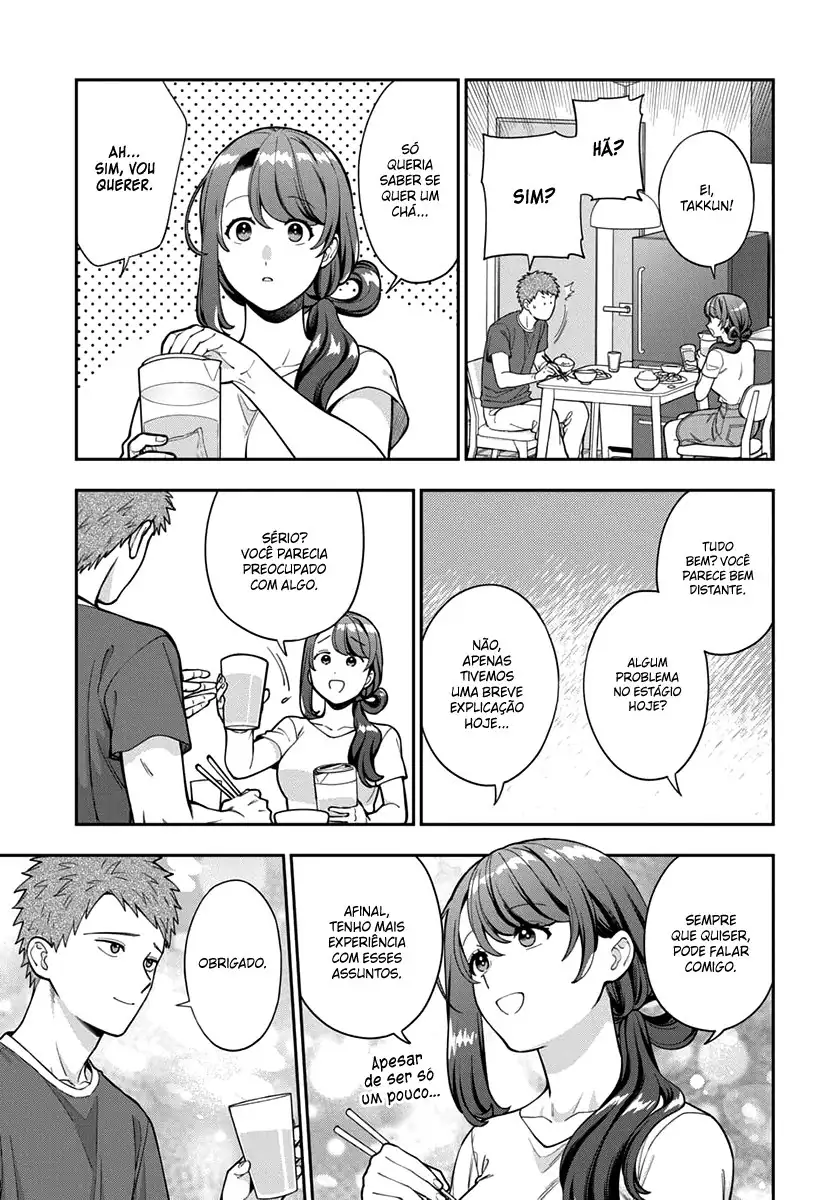 EI,
TAKKUN!
HÃ?
SIM?
SÓ
QUERIA
SABER SE
QUER UM
CHÁ...
AH...
SIM, VOU
QUERER.
TUDO
BEM? VOCÊ
PARECE BEM
DISTANTE.
ALGUM
PROBLEMA
NO ESTÁGIO
HOJE?
NÃO,
APENAS
TIVEMOS
UMA BREVE
EXPLICAÇÃO
HOJE...
SÉRIO?
VOCÊ PARECIA
PREOCUPADO
COM ALGO.
SEMPRE
QUE QUISER,
PODE FALAR
COMIGO.
AFINAL,
TENHO MAIS
EXPERIÊNCIA
COM ESSES
ASSUNTOS.
Apesar
de ser só
um pouco...
OBRIGADO.